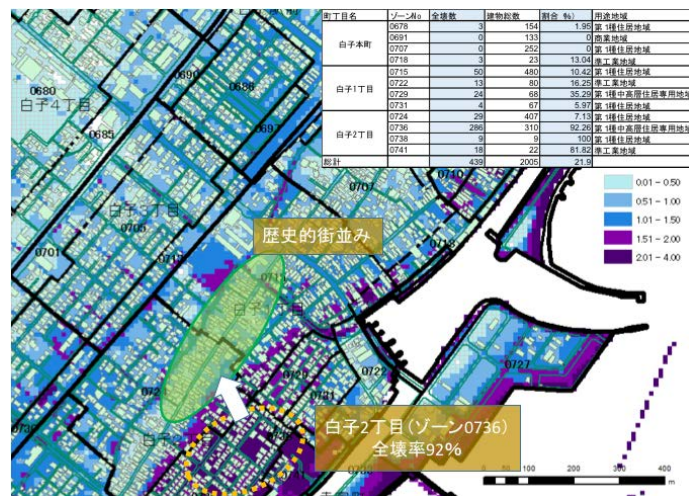 町丁目名 ゾーンNo 全壊数 建物総数 割合 %) 用途地域
白子本町 0678 3 154 1.95 第1種住居地域
0691 0 133 0 商業地域
0707 0 252 0 第1種住居地域
0718 3 23 13.04 準工業地域
白子1丁目 0715 50 480 10.42 第1種住居地域
0722 13 80 16.25 準工業地域
0729 24 68 35.29 第1種中高層住居専用地域
0731 4 67 5.97 第1種住居地域
白子2丁目 0724 29 407 7.13 第1種住居地域
0736 286 310 92.26 第1種中高層住居専用地域
0738 9 9 100 第1種住居地域
0741 18 22 81.82 準工業地域
総計 439 2005 21.9
0690
0680
白子4丁目
0686
0685
0.01 - 0.50
0.51 - 1.00
1.01 - 1.50
1.51 - 2.00
2.01 - 4.00
0710
0707
0705
歴史的街並み
0701
0727
0722
白子2丁目(ゾーン0736)
全壊率92%
0 50 100 200 300 400
m